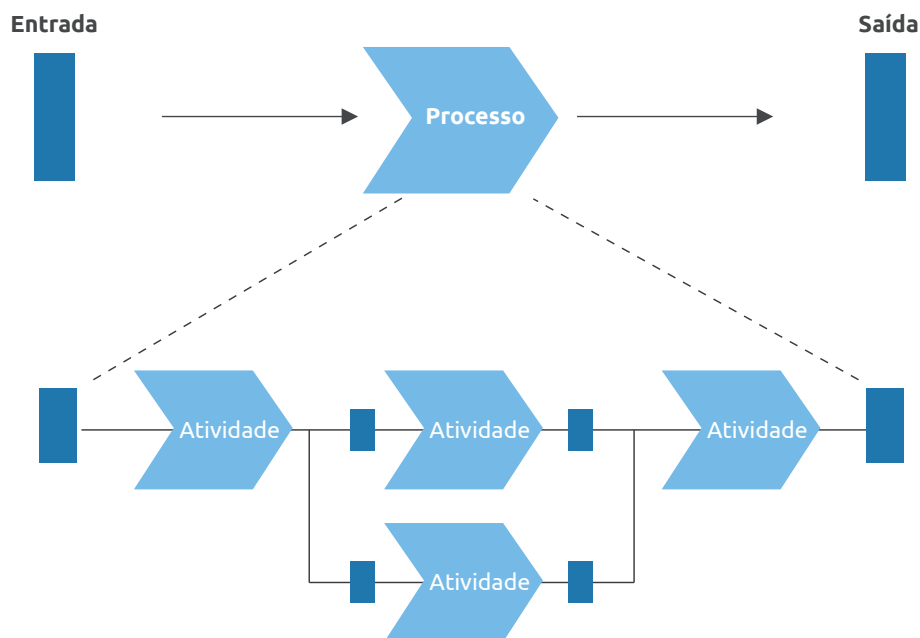 Entrada
Saída
Processo
Atividade
Atividade
Atividade
Atividade